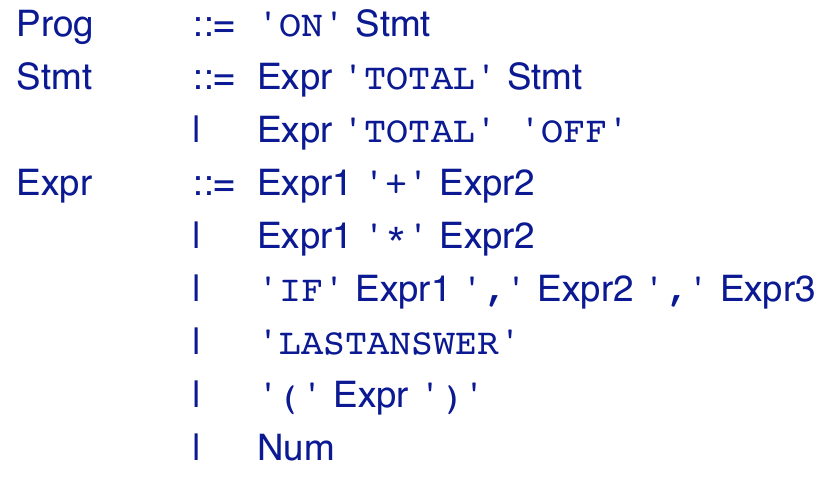 Prog ::= 'ON' Stmt
Stmt ::= Expr 'TOTAL' Stmt
| Expr 'TOTAL' 'OFF'
Expr ::= Expr1 '+' Expr2
| Expr1 '*' Expr2
| 'IF' Expr1 ',' Expr2 ',' Expr3
| 'LASTANSWER'
| '(' Expr ')'
| Num